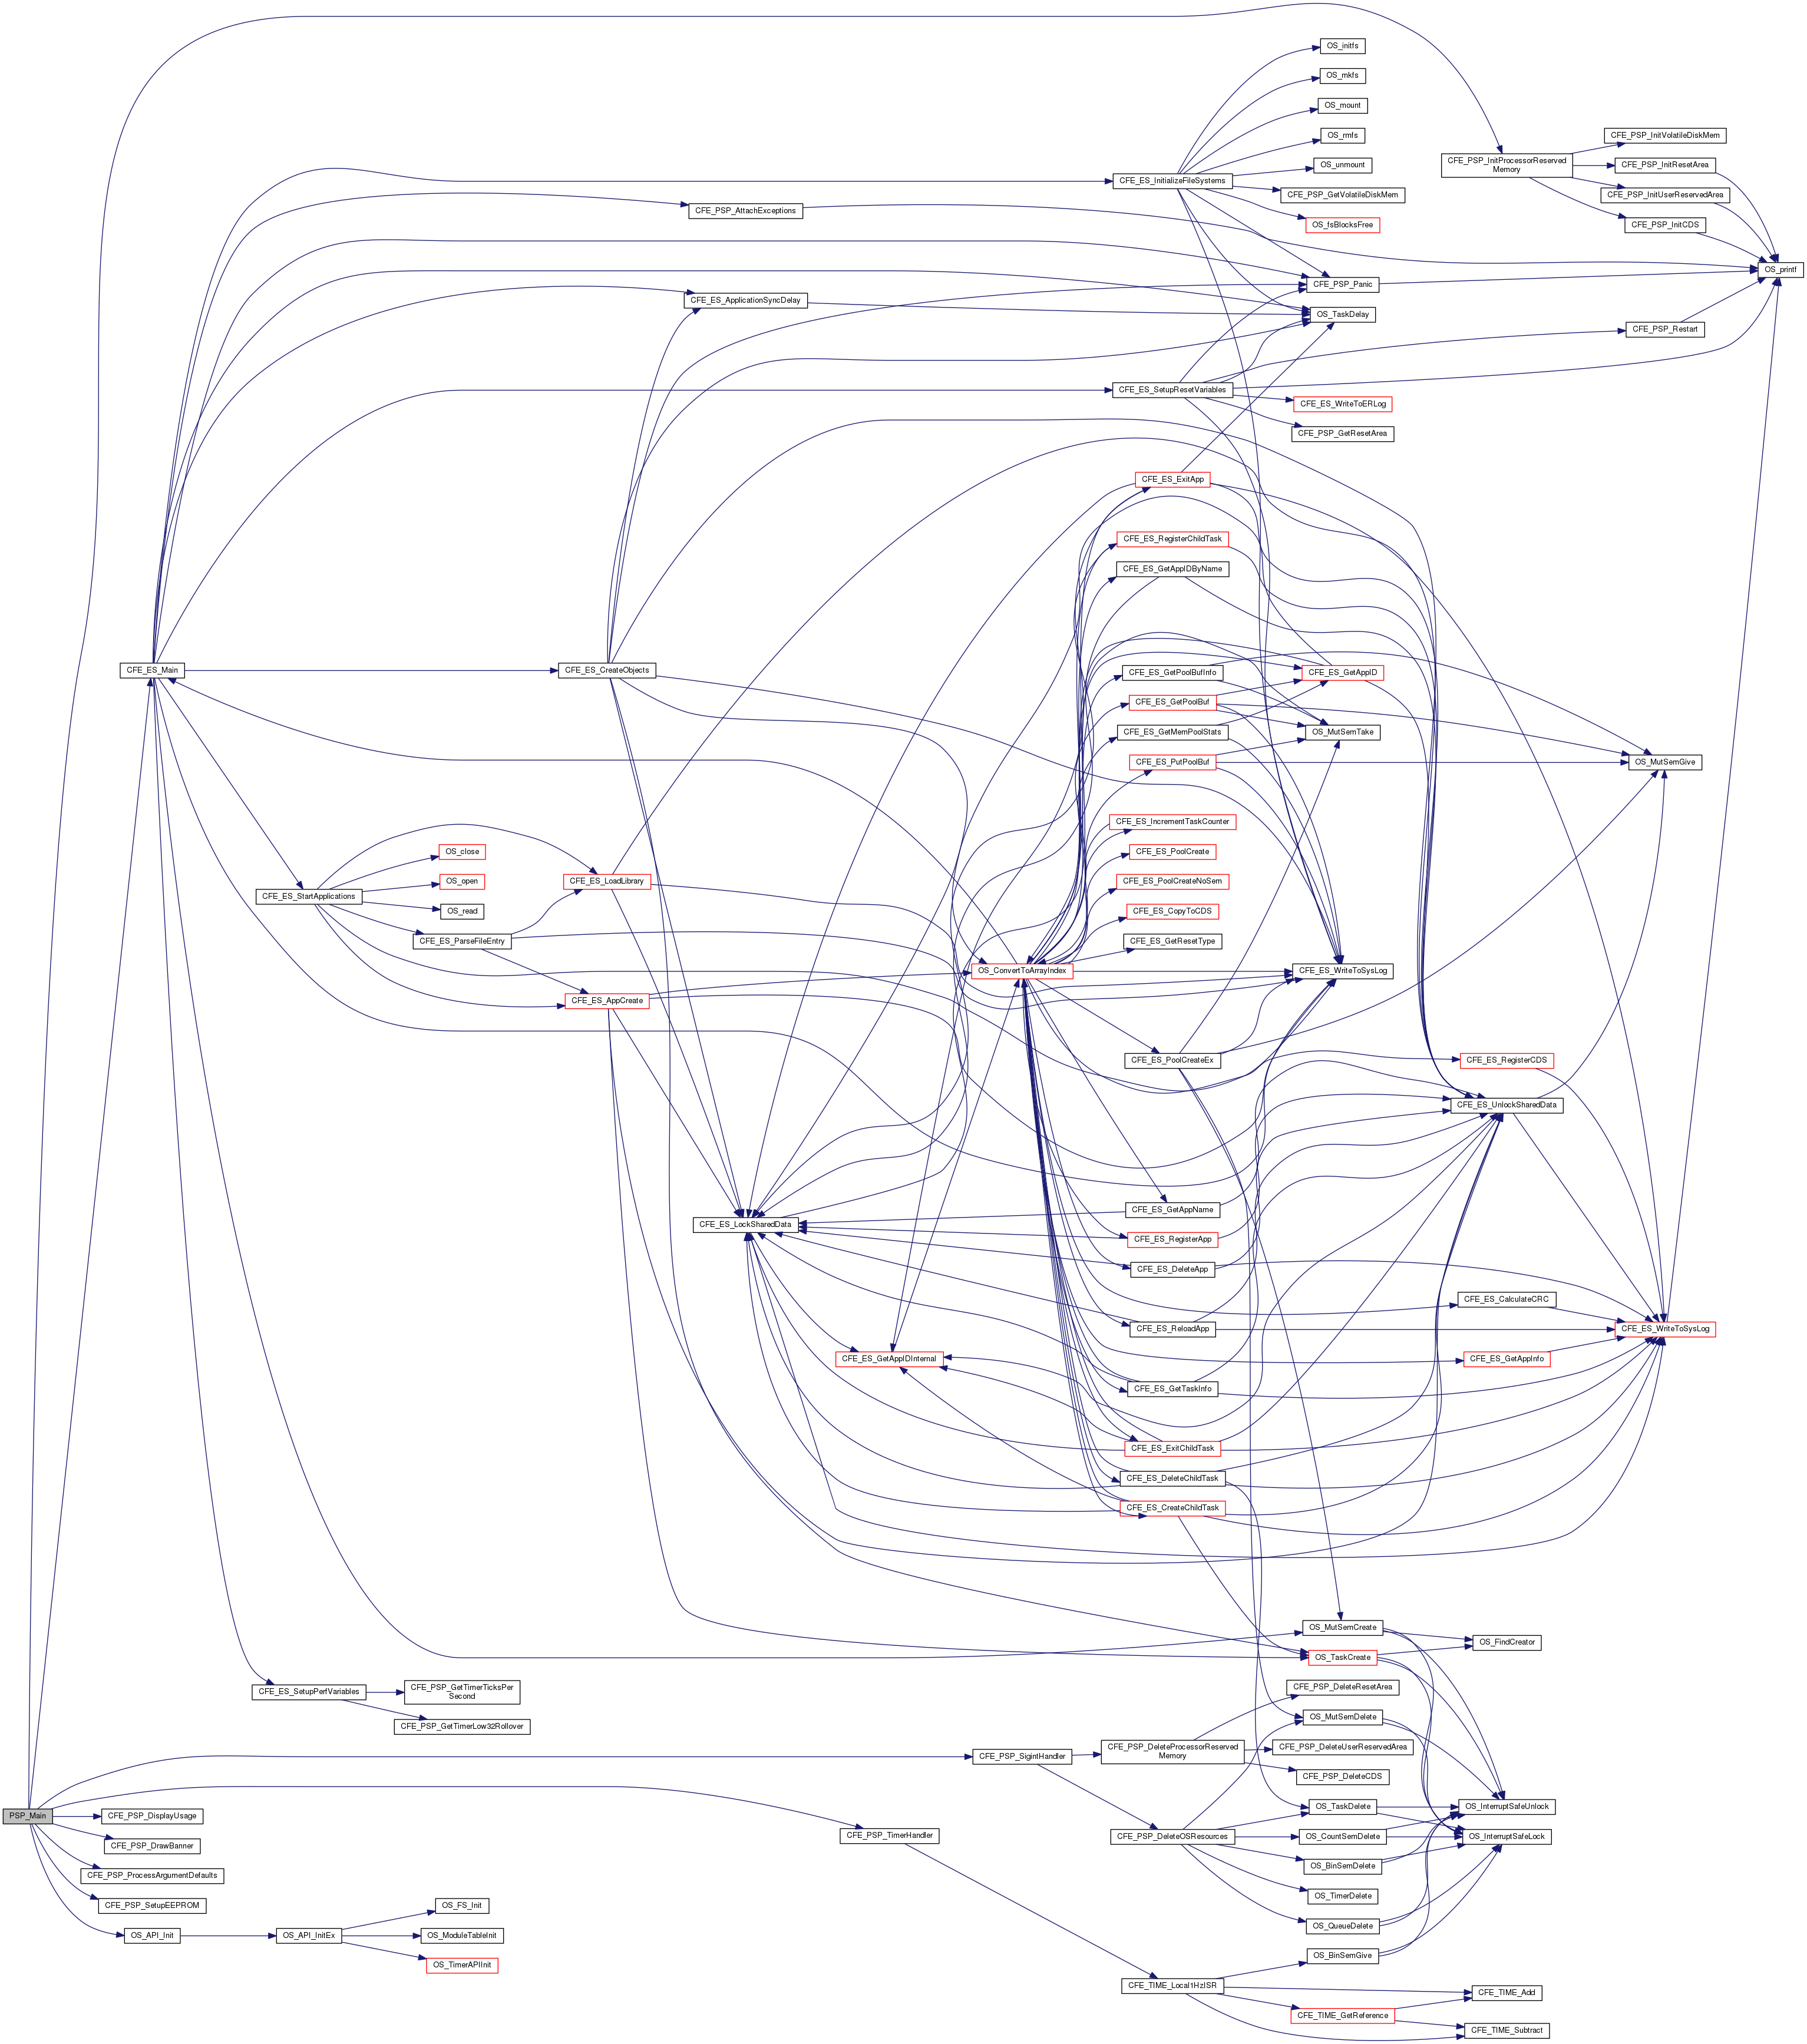 OS_initfs
OS_mkfs
OS_mount
OS_rmfs
OS_unmount
CFE_ES_InitializeFileSystems
CFE_PSP_GetVolatileDiskMem
OS_fsBlocksFree
CFE_PSP_InitProcessorReserved
Memory
CFE_PSP_InitVolatileDiskMem
CFE_PSP_InitResetArea
CFE_PSP_InitUserReservedArea
CFE_PSP_InitCDS
CFE_PSP_AttachExceptions
OS_printf
CFE_PSP_Panic
CFE_ES_ApplicationSyncDelay
OS_TaskDelay
CFE_PSP_Restart
CFE_ES_SetupResetVariables
CFE_ES_WriteToERLog
CFE_PSP_GetResetArea
CFE_ES_ExitApp
CFE_ES_RegisterChildTask
CFE_ES_GetAppIDByName
CFE_ES_Main
CFE_ES_CreateObjects
CFE_ES_GetPoolBufInfo
CFE_ES_GetAppID
CFE_ES_GetPoolBuf
CFE_ES_GetMemPoolStats
OS_MutSemTake
CFE_ES_PutPoolBuf
OS_MutSemGive
CFE_ES_IncrementTaskCounter
OS_close
CFE_ES_PoolCreate
OS_open
CFE_ES_LoadLibrary
CFE_ES_PoolCreateNoSem
CFE_ES_StartApplications
OS_read
CFE_ES_CopyToCDS
CFE_ES_ParseFileEntry
CFE_ES_GetResetType
OS_ConvertToArrayIndex
CFE_ES_WriteToSysLog
CFE_ES_AppCreate
CFE_ES_PoolCreateEx
CFE_ES_RegisterCDS
CFE_ES_UnlockSharedData
CFE_ES_GetAppName
CFE_ES_LockSharedData
CFE_ES_RegisterApp
CFE_ES_DeleteApp
CFE_ES_CalculateCRC
CFE_ES_ReloadApp
CFE_ES_WriteToSysLog
CFE_ES_GetAppIDInternal
CFE_ES_GetAppInfo
CFE_ES_GetTaskInfo
CFE_ES_ExitChildTask
CFE_ES_DeleteChildTask
CFE_ES_CreateChildTask
OS_MutSemCreate
OS_FindCreator
OS_TaskCreate
CFE_ES_SetupPerfVariables
CFE_PSP_GetTimerTicksPer
Second
CFE_PSP_GetTimerLow32Rollover
CFE_PSP_DeleteResetArea
OS_MutSemDelete
CFE_PSP_SigintHandler
CFE_PSP_DeleteProcessorReserved
Memory
CFE_PSP_DeleteUserReservedArea
CFE_PSP_DeleteCDS
PSP_Main
CFE_PSP_DisplayUsage
OS_TaskDelete
OS_InterruptSafeUnlock
CFE_PSP_TimerHandler
CFE_PSP_DeleteOSResources
OS_CountSemDelete
OS_InterruptSafeLock
CFE_PSP_DrawBanner
OS_BinSemDelete
CFE_PSP_ProcessArgumentDefaults
OS_TimerDelete
CFE_PSP_SetupEEPROM
OS_FS_Init
OS_QueueDelete
OS_API_Init
OS_API_InitEx
OS_ModuleTableInit
OS_BinSemGive
OS_TimerAPIInit
CFE_TIME_Local1HzISR
CFE_TIME_Add
CFE_TIME_GetReference
CFE_TIME_Subtract